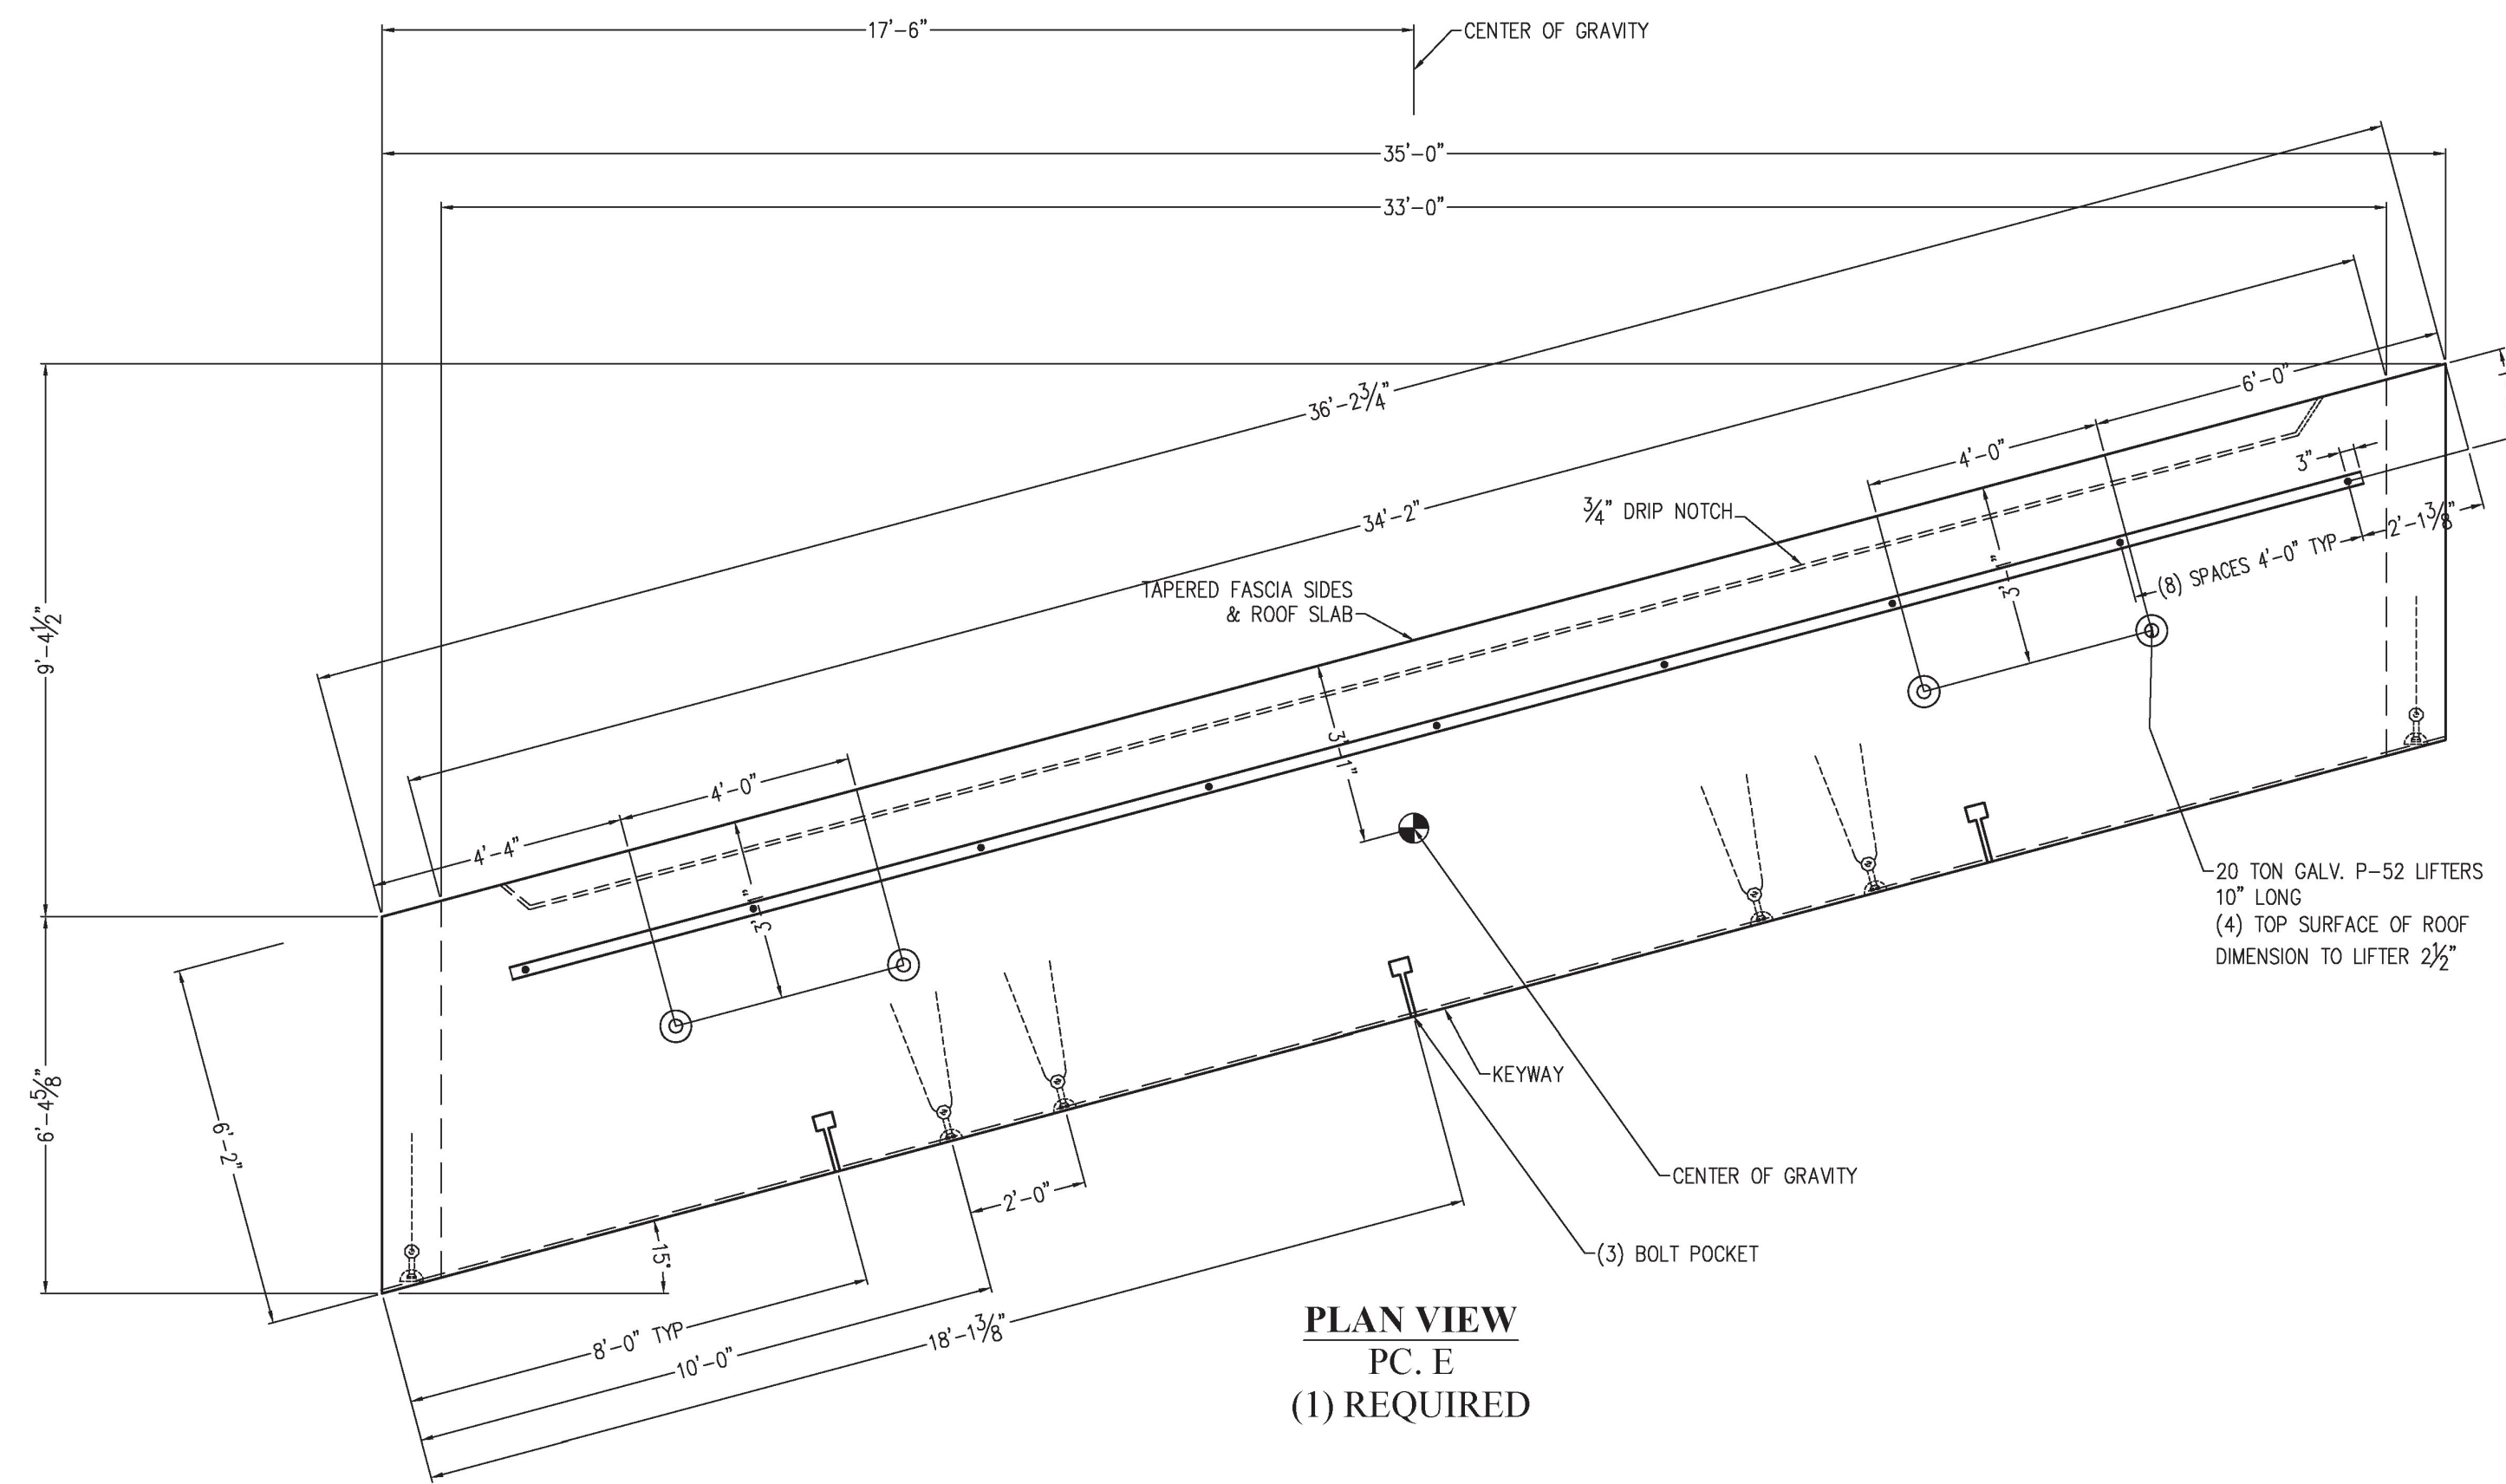 17'-6"
CENTER OF GRAVITY
35'-0"
33'-0"
36'-2¾"
6'-0"
4'-0"
3"
34'-2"
¾" DRIP NOTCH
2'-1⅜"
(8) SPACES 4'-0" TYP
3'-1"
TAPERED FASCIA SIDES
& ROOF SLAB
9'-4½"
3'-1"
4'-0"
4'-4"
3'-1"
20 TON GALV. P-52 LIFTERS
10" LONG
(4) TOP SURFACE OF ROOF
DIMENSION TO LIFTER 2½"
6'-4⅝"
6'-2"
KEYWAY
CENTER OF GRAVITY
2'-0"
15°
(3) BOLT POCKET
8'-0" TYP
10'-0"
18'-1⅜"
PLAN VIEW
PC. E
(1) REQUIRED